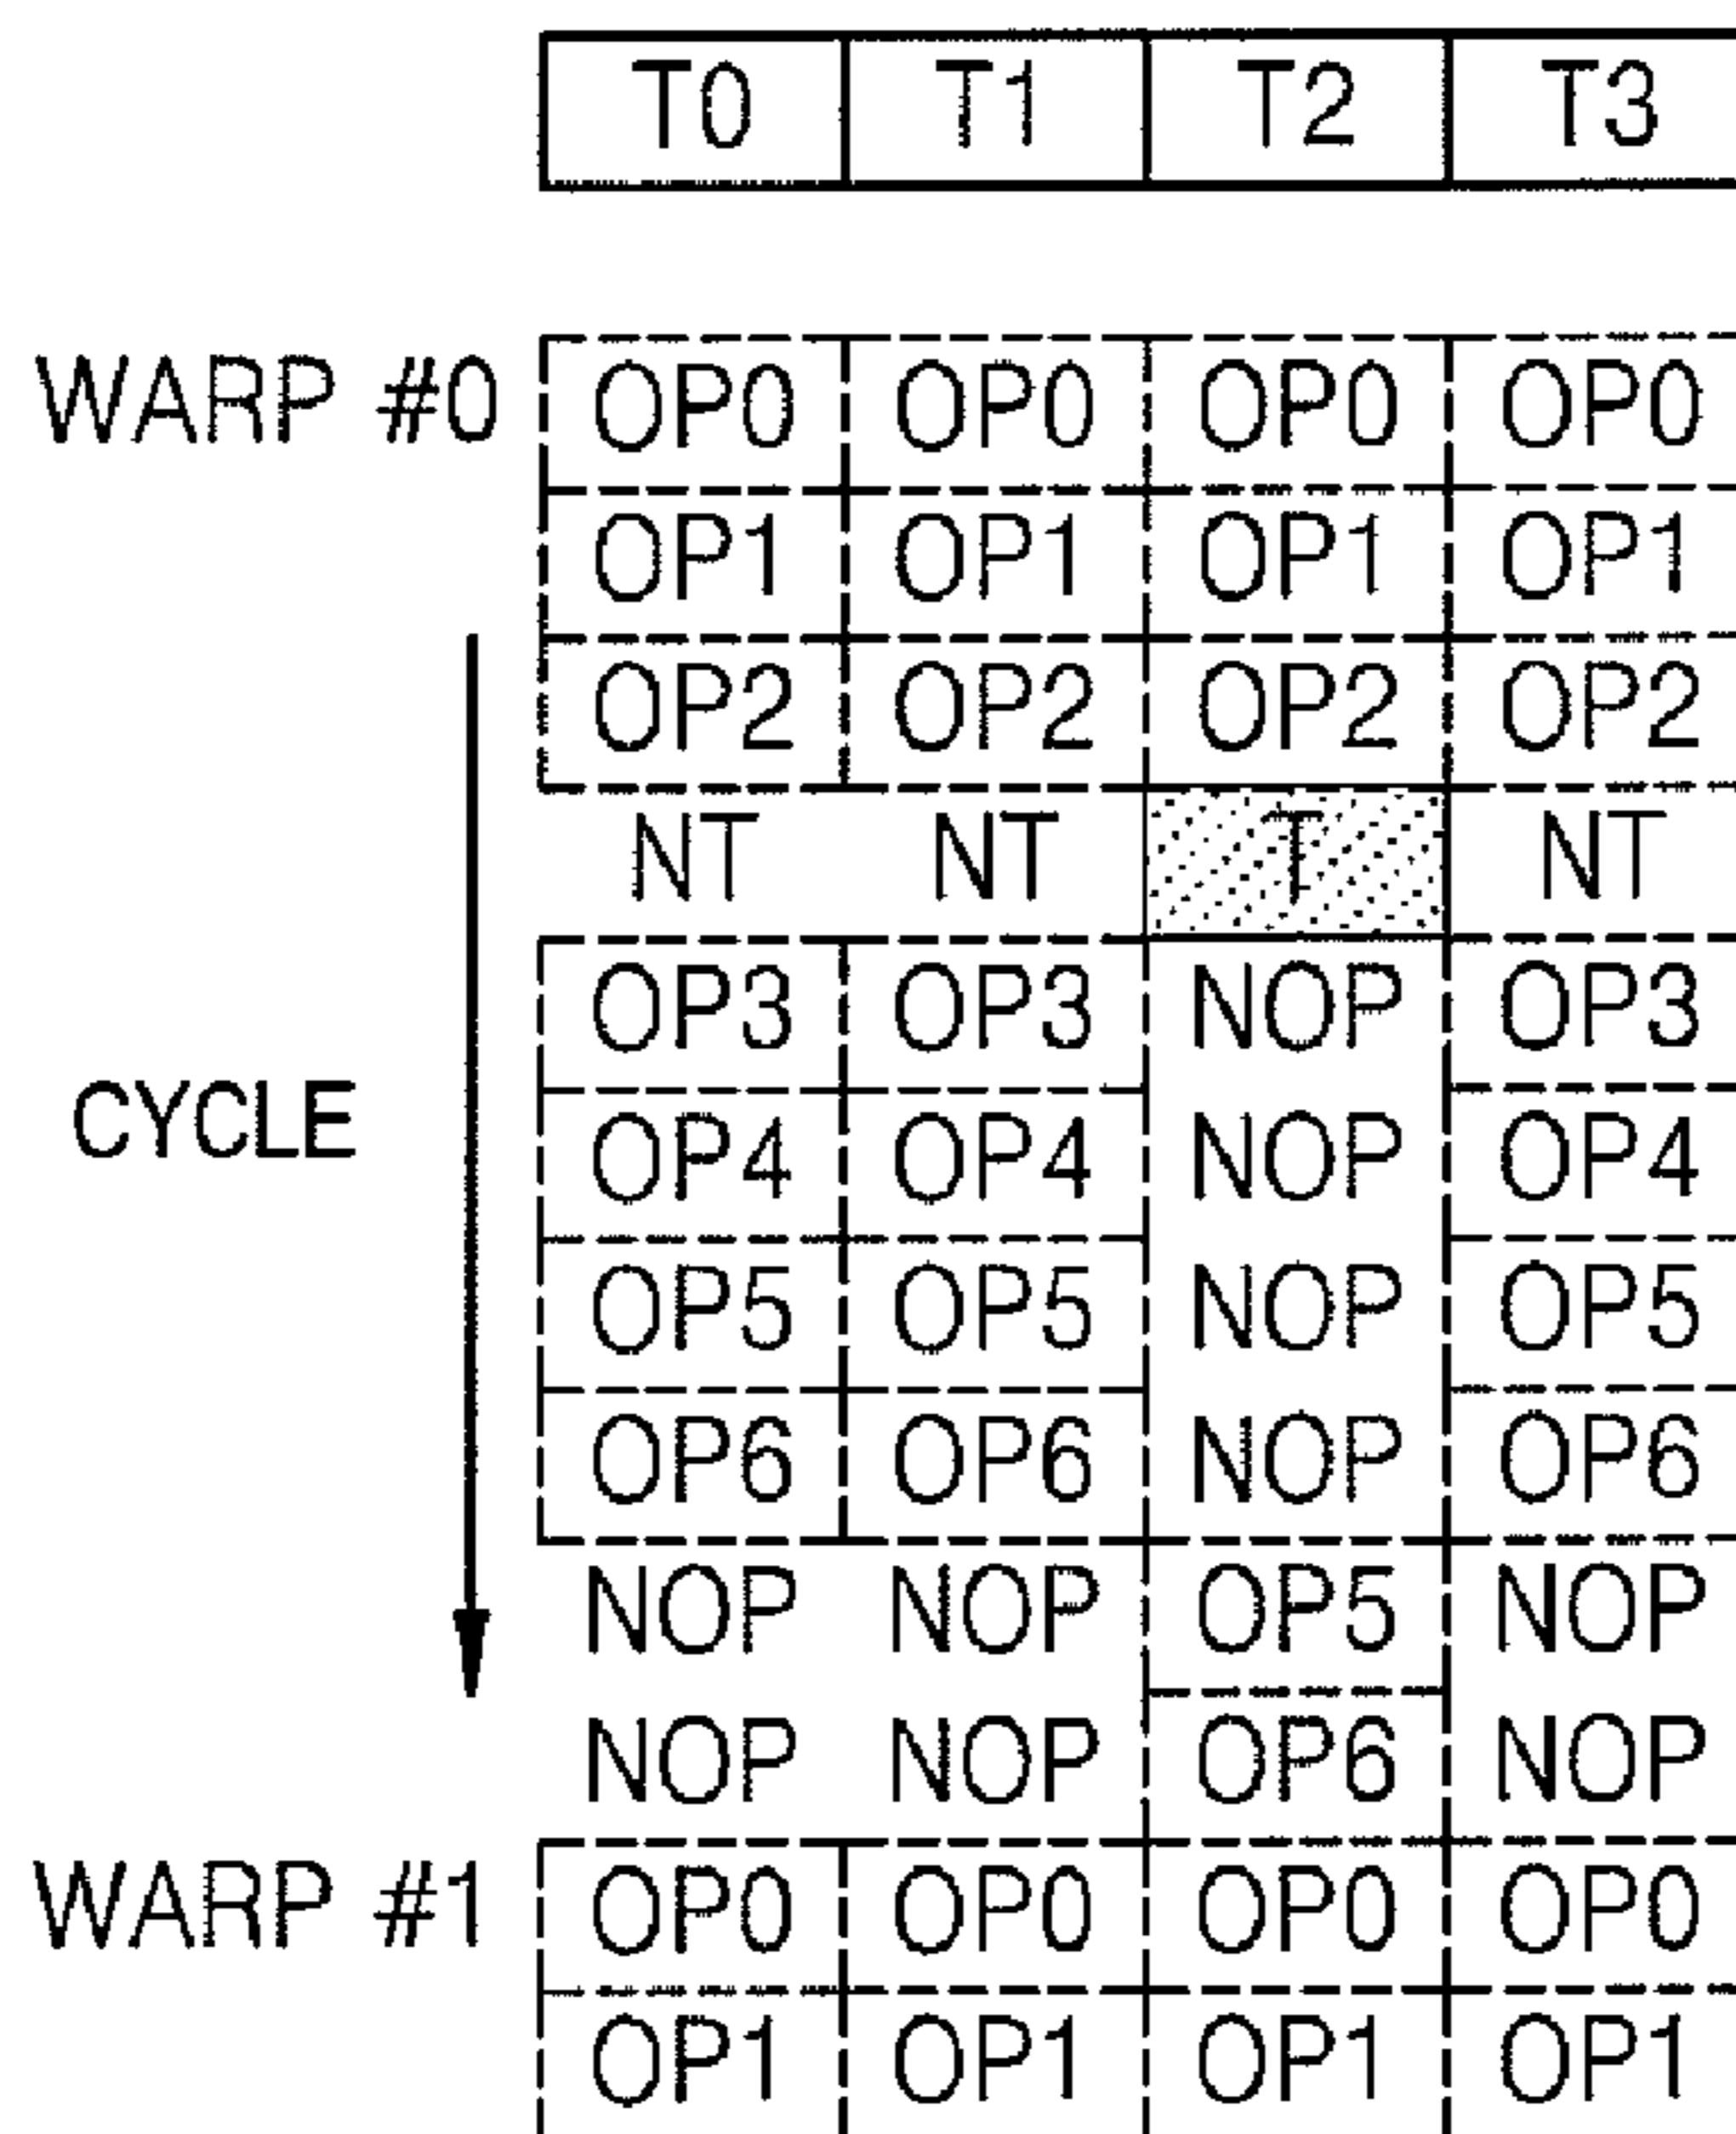 T0 T1 T2 T3
WARP #0 OP0 OP0 OP0 OP0
OP1 OP1 OP1 OP1
OP2 OP2 OP2 OP2
NT NT T NT
OP3 OP3 NOP OP3
CYCLE OP4 OP4 NOP OP4
OP5 OP5 NOP OP5
OP6 OP6 NOP OP6
NOP NOP OP5 NOP
NOP NOP OP6 NOP
WARP #1 OP0 OP0 OP0 OP0
OP1 OP1 OP1 OP1